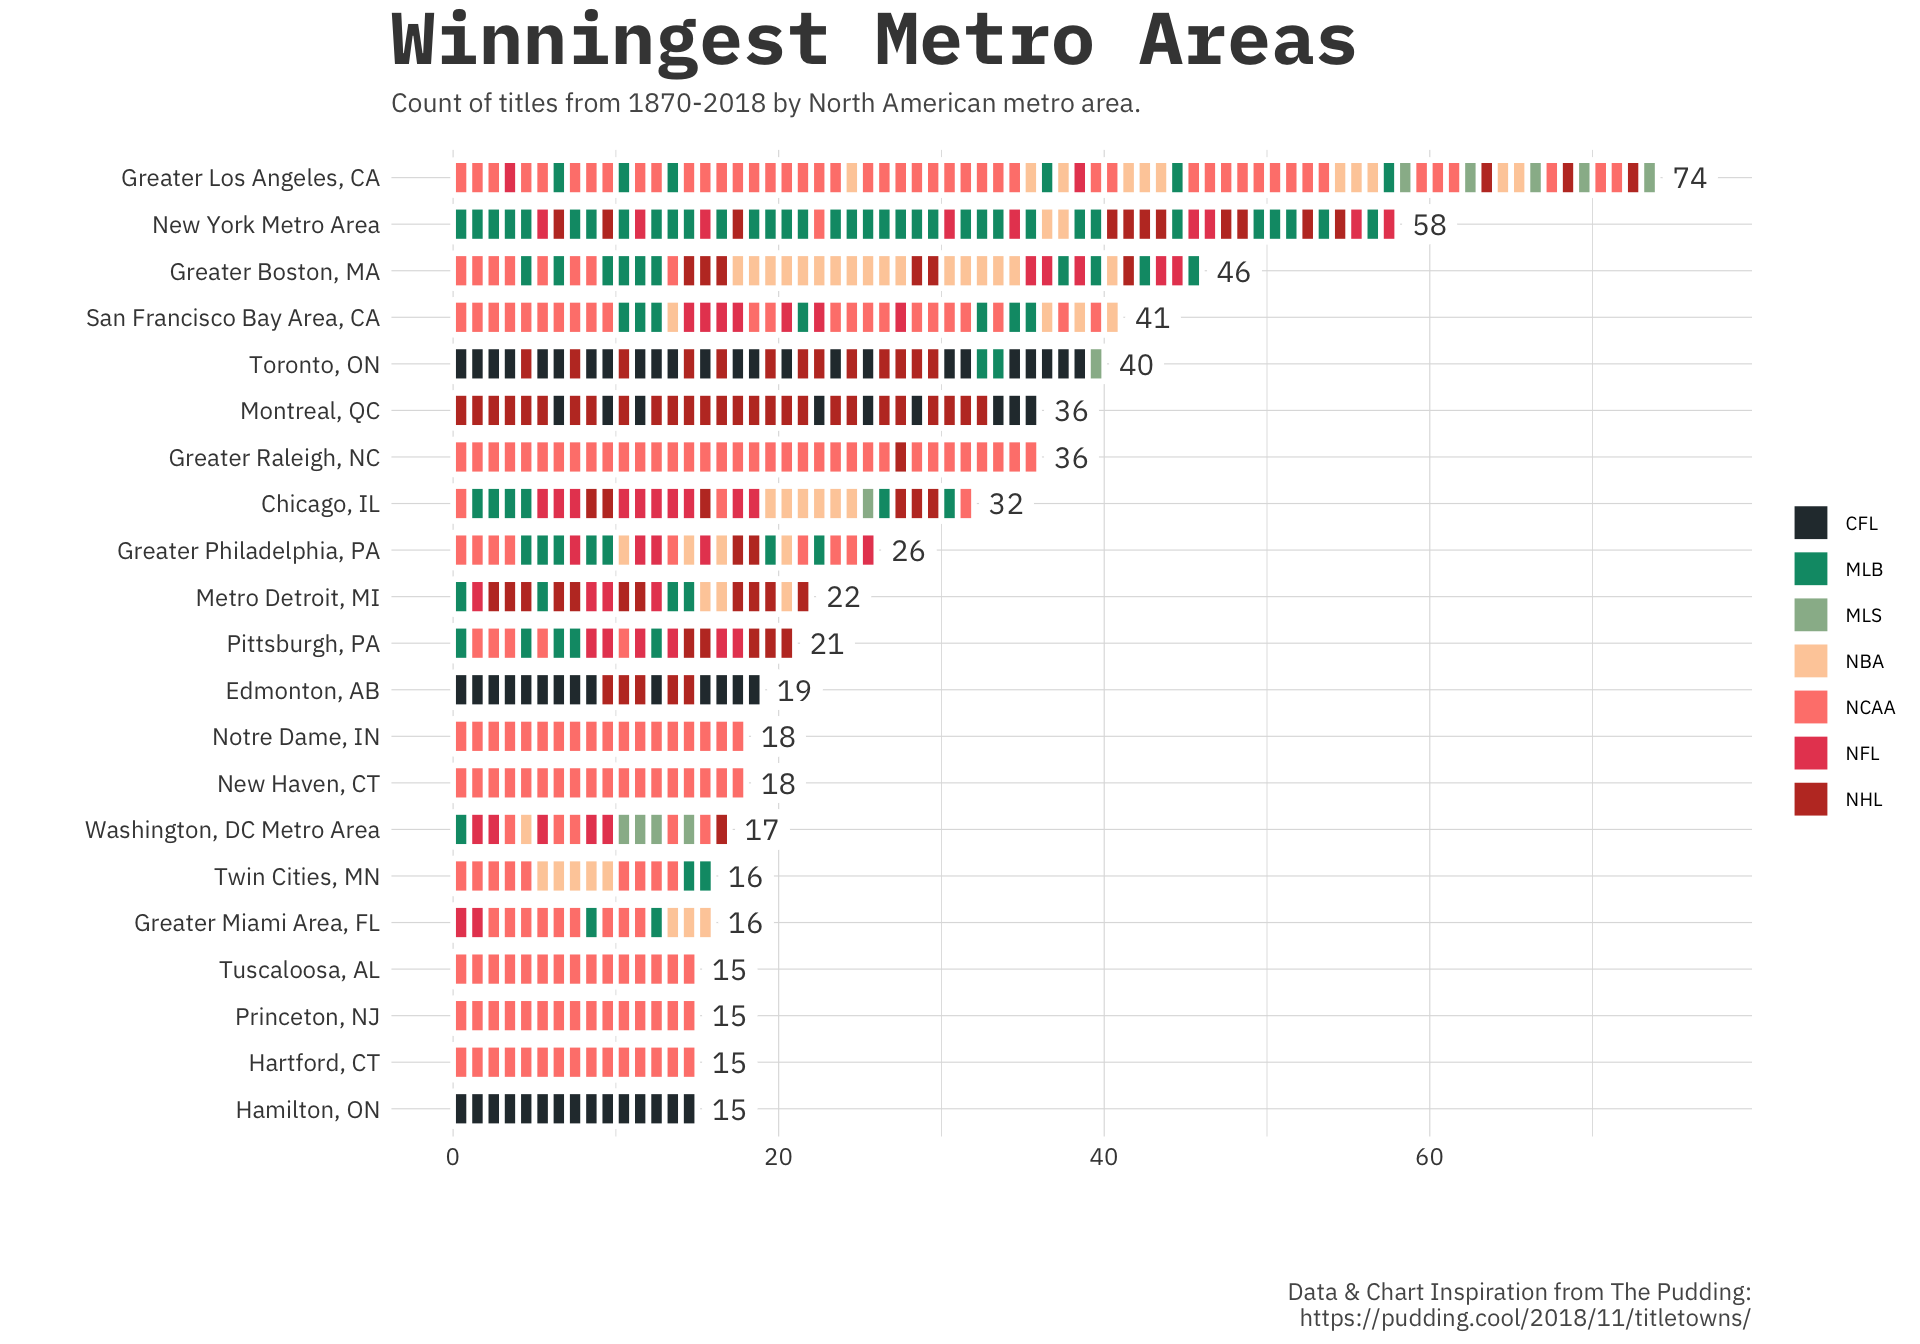 Winningest Metro Areas
Count of titles from 1870-2018 by North American metro area.
Greater Los Angeles, CA 74
New York Metro Area 58
Greater Boston, MA 46
San Francisco Bay Area, CA 41
Toronto, ON 40
Montreal, QC 36
Greater Raleigh, NC 36
Chicago, IL 32
Greater Philadelphia, PA 26
Metro Detroit, MI 22
Pittsburgh, PA 21
Edmonton, AB 19
Notre Dame, IN 18
New Haven, CT 18
Washington, DC Metro Area 17
Twin Cities, MN 16
Greater Miami Area, FL 16
Tuscaloosa, AL 15
Princeton, NJ 15
Hartford, CT 15
Hamilton, ON 15
0 20 40 60
CFL
MLB
MLS
NBA
NCAA
NFL
NHL
Data & Chart Inspiration from The Pudding:
https://pudding.cool/2018/11/titletowns/